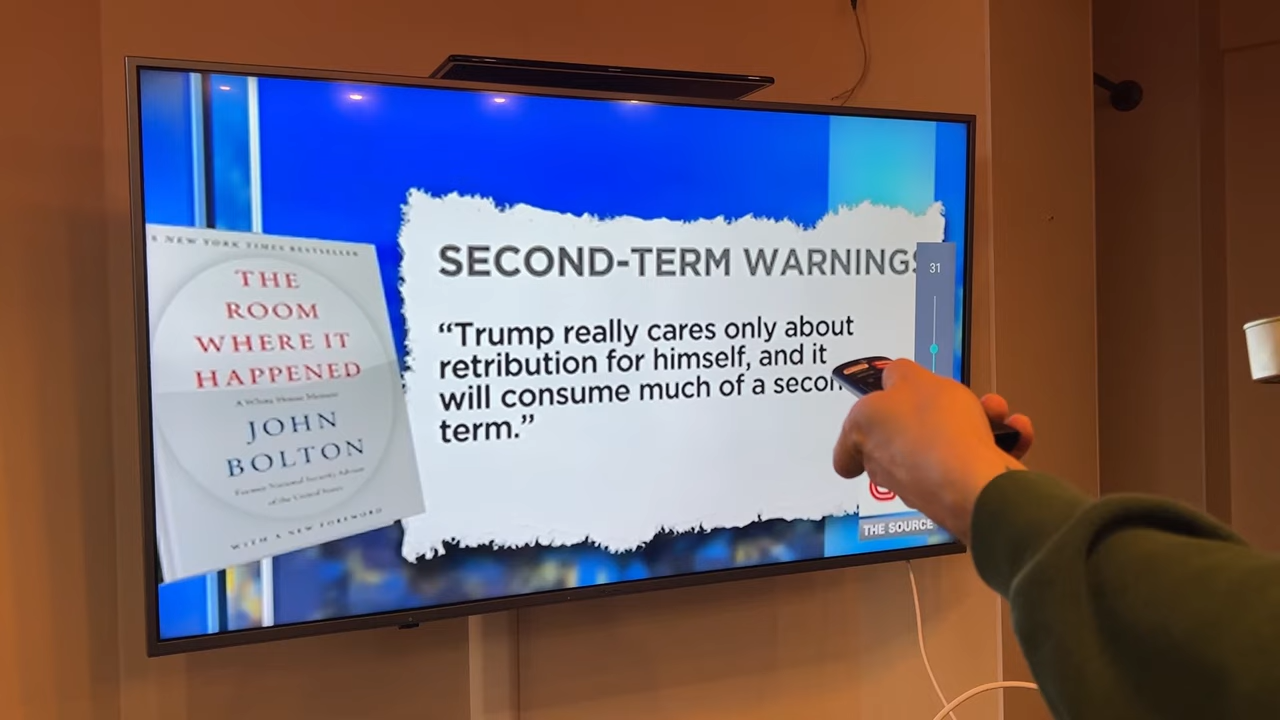 A NEW YORK TIMES BESTSELLER
THE
ROOM
WHERE IT
HAPPENED
A White House Memoir
JOHN
BOLTON
Former National Security Advisor
of the United States
WITH A NEW FOREWORD
SECOND-TERM WARNINGS
“Trump really cares only about
retribution for himself, and it
will consume much of a secon
term.”
31
THE SOURCE